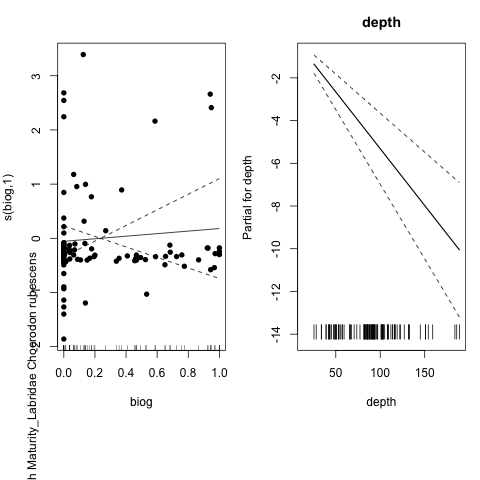 depth
s(biog,1)
3
2
1
0
-1
-2
0.0 0.2 0.4 0.6 0.8 1.0
biog
Partial for depth
-2
-4
-6
-8
-10
-12
-14
50 100 150
depth
h Maturity_Labridae Choerodon rubescens